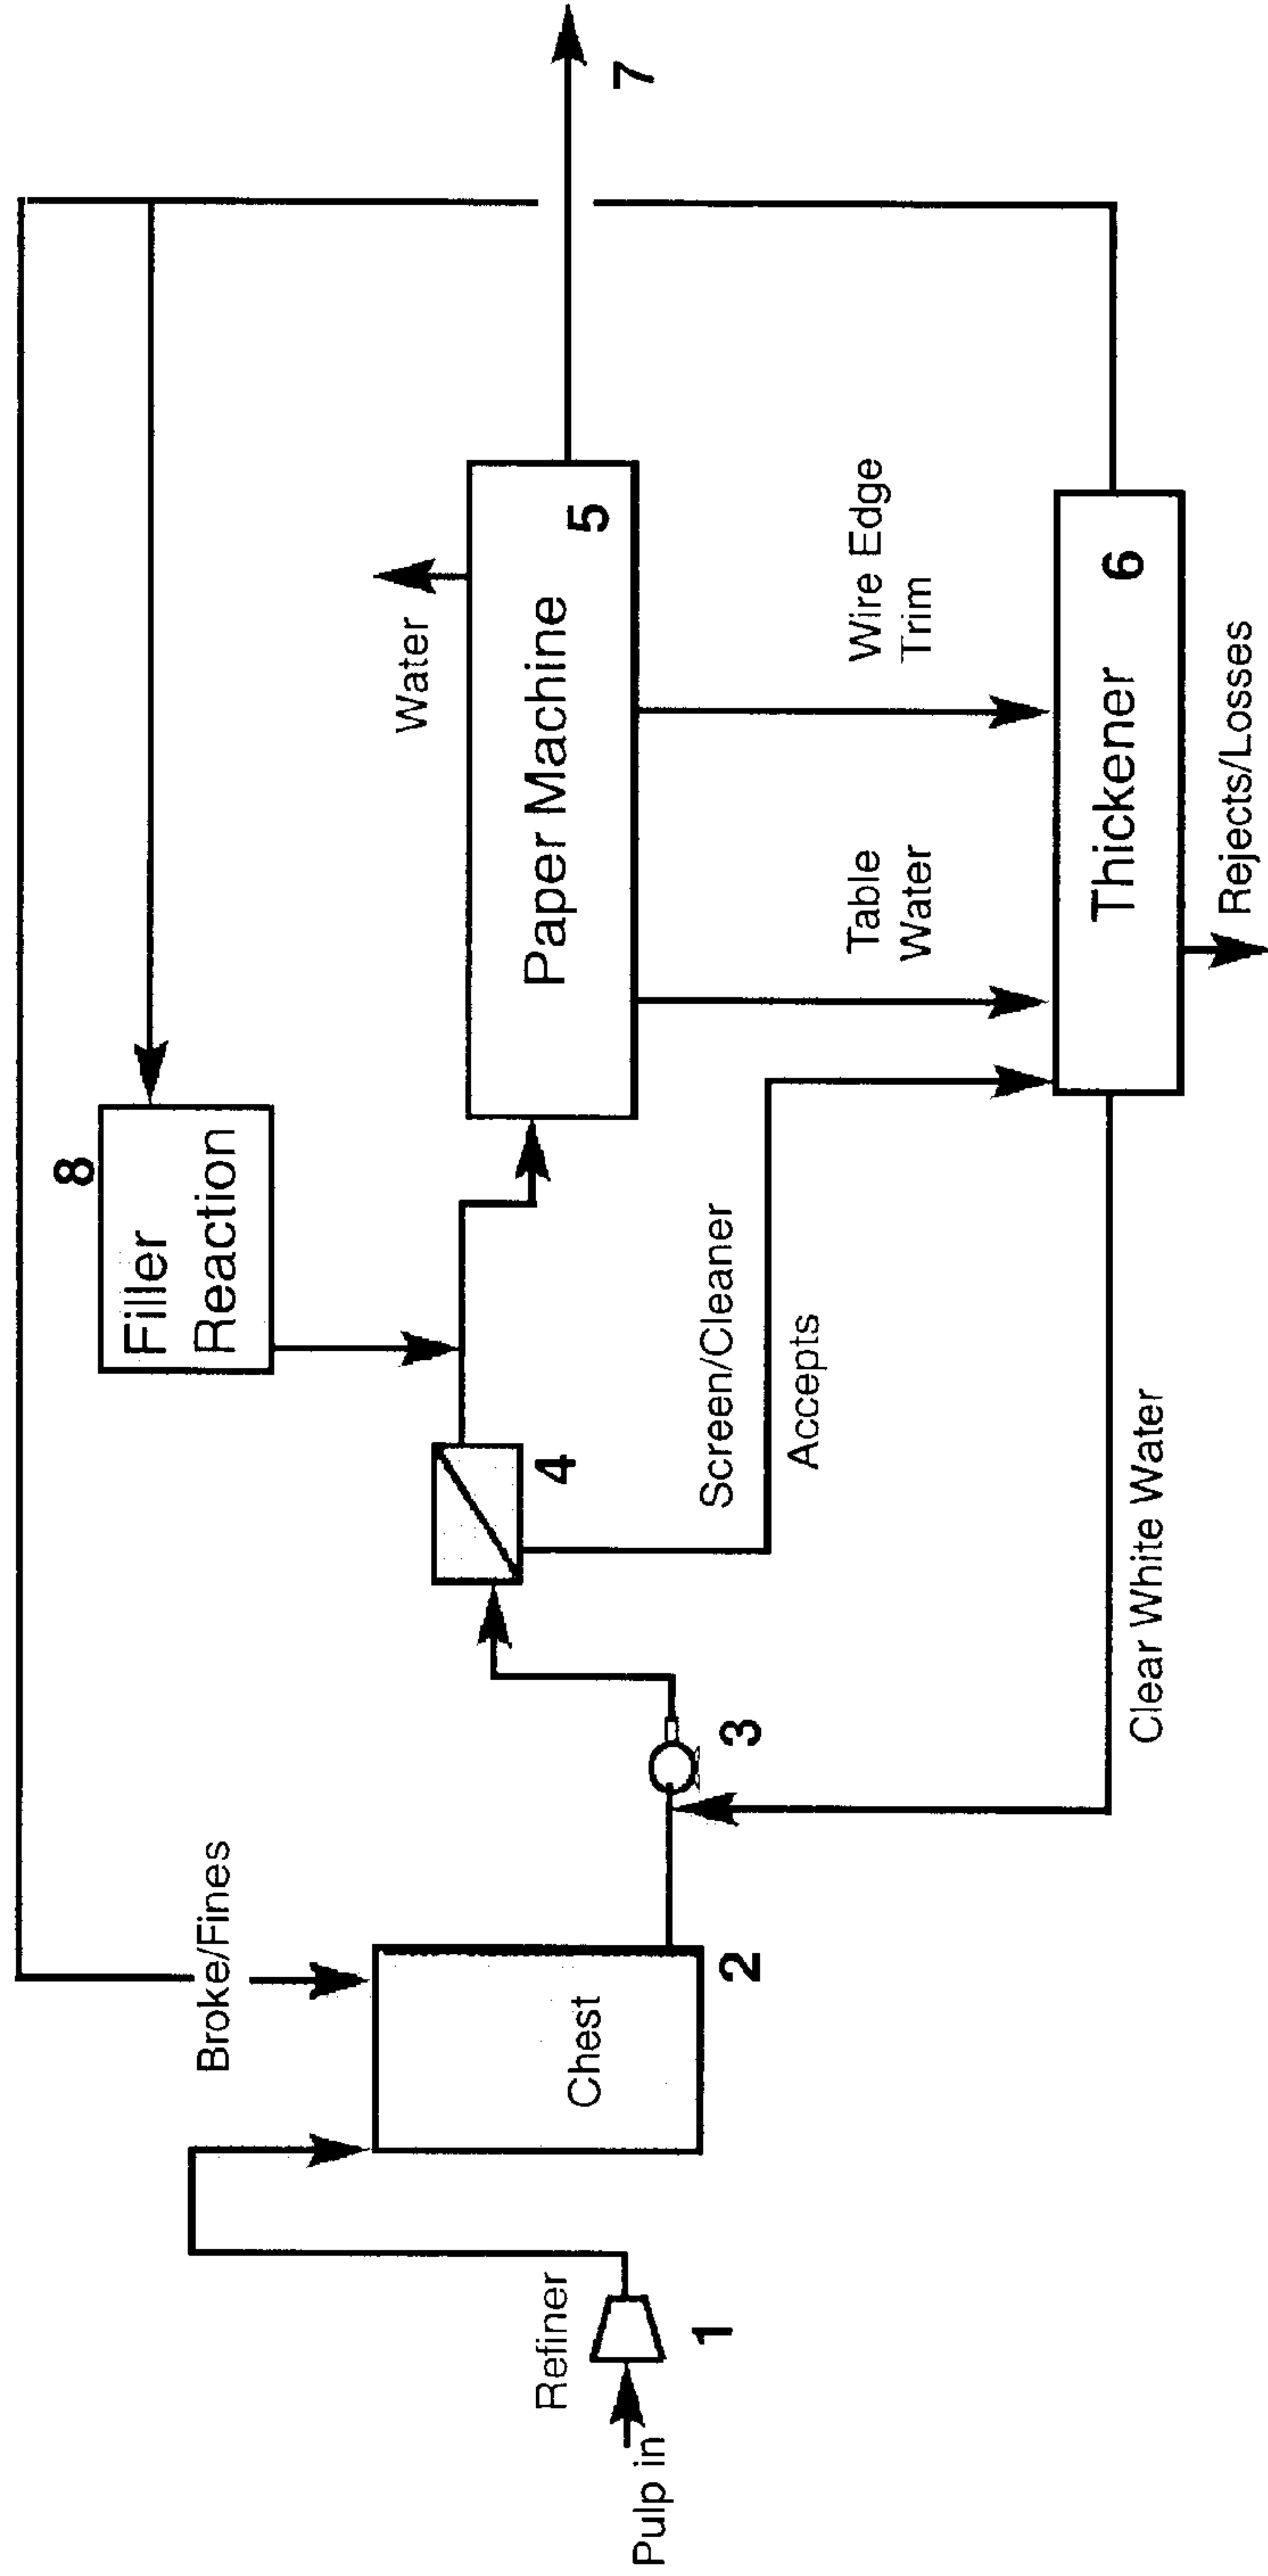 Pulp in
Refiner
1
Broke/Fines
Chest
2
3
4
Screen/Cleaner
Accepts
Clear White Water
8
Filler
Reaction
Water
Paper Machine
5
Table
Water
Wire Edge
Trim
Thickener
6
Rejects/Losses
7